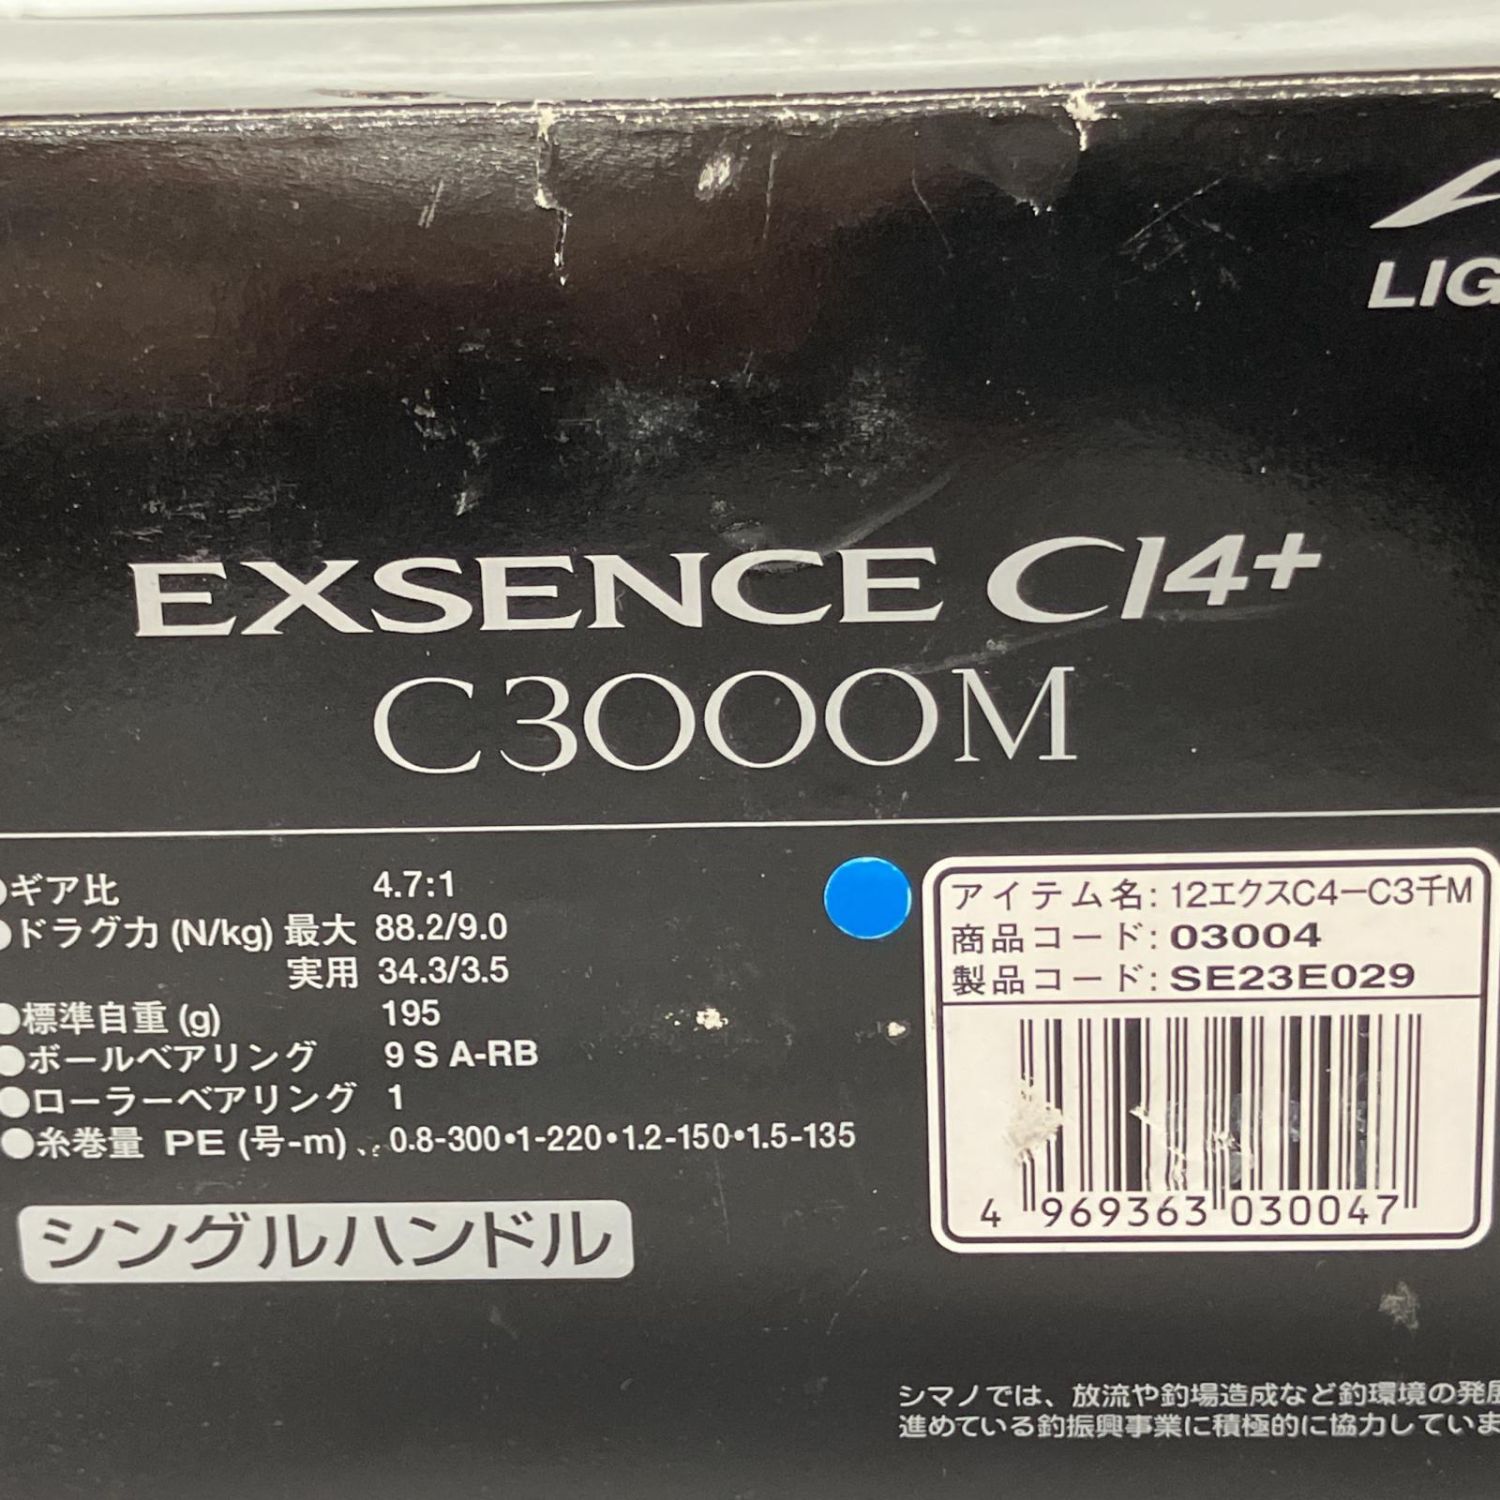 LIG
EXSENCE CI4+
C3000M
●ギア比 4.7:1
●ドラグ力 (N/kg) 最大 88.2/9.0
実用 34.3/3.5
●標準自重 (g) 195
●ボールベアリング 9 S A-RB
●ローラーベアリング 1
●糸巻量 PE (号-m) 0.8-300•1-220•1.2-150•1.5-135
シングルハンドル
アイテム名: 12エクスC4ーC3千M
商品コード: 03004
製品コード: SE23E029
4 969363 030047
シマノでは、放流や釣場造成など釣環境の発展
進めている釣振興事業に積極的に協力していま